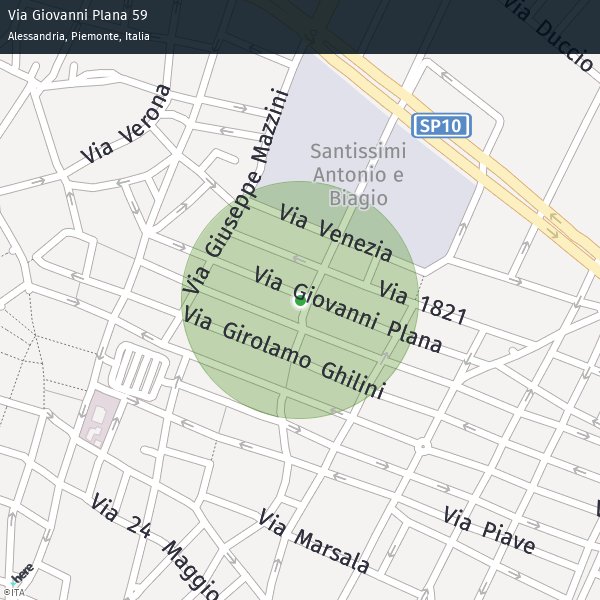 Via Giovanni Plana 59
Alessandria, Piemonte, Italia
Via Duccio
Via Verona
Via Giuseppe Mazzini
SP10
Santissimi
Antonio e
Biagio
Via Venezia
Via Giovanni Plana
Via 1821
Via Girolamo Ghilini
Via 24 Maggio
Via Marsala
Via Piave
V
here
©ITA